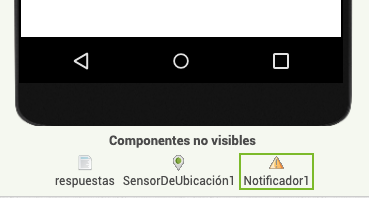 Componentes no visibles
respuestas SensorDeUbicación1 Notificador1